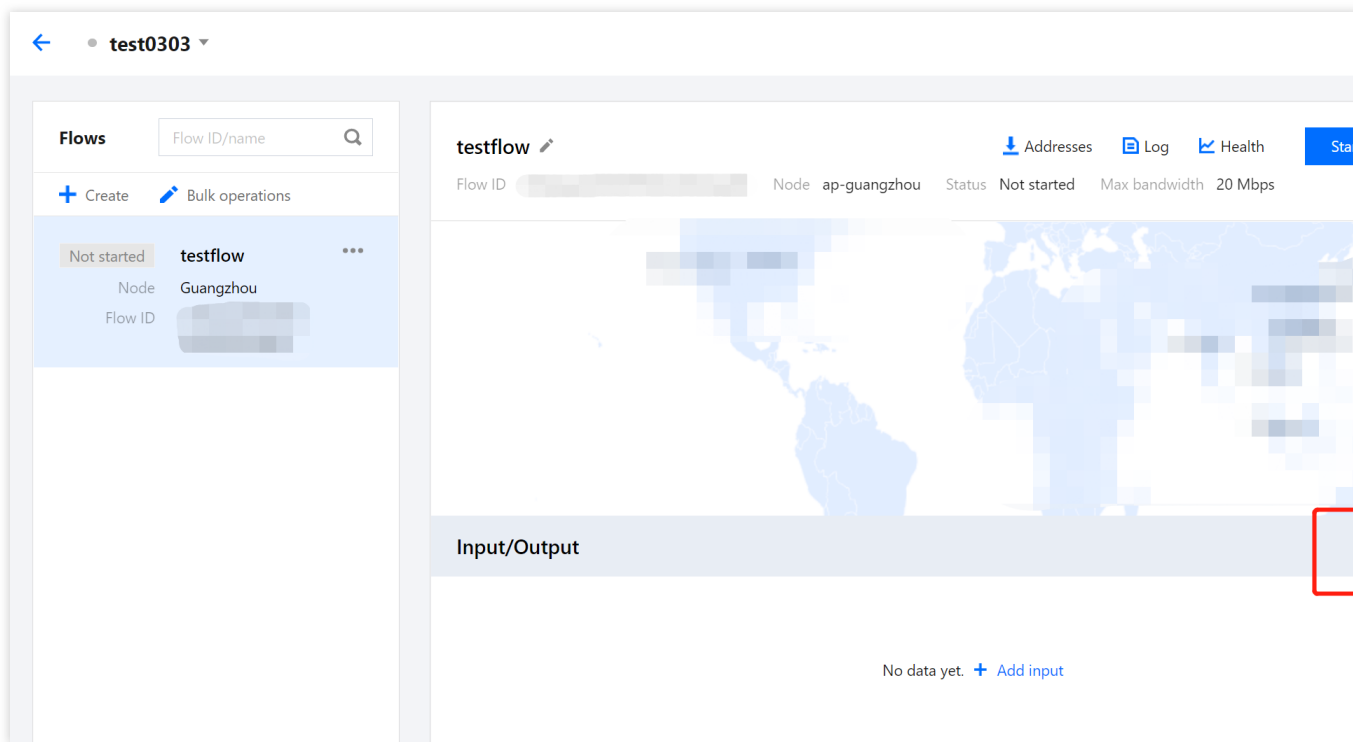 test0303
Flows
Flow ID/name
Create
Bulk operations
Not started
testflow
Node
Guangzhou
Flow ID
testflow
Addresses
Log
Health
Flow ID
Node ap-guangzhou
Status Not started
Max bandwidth 20 Mbps
Input/Output
No data yet. + Add input